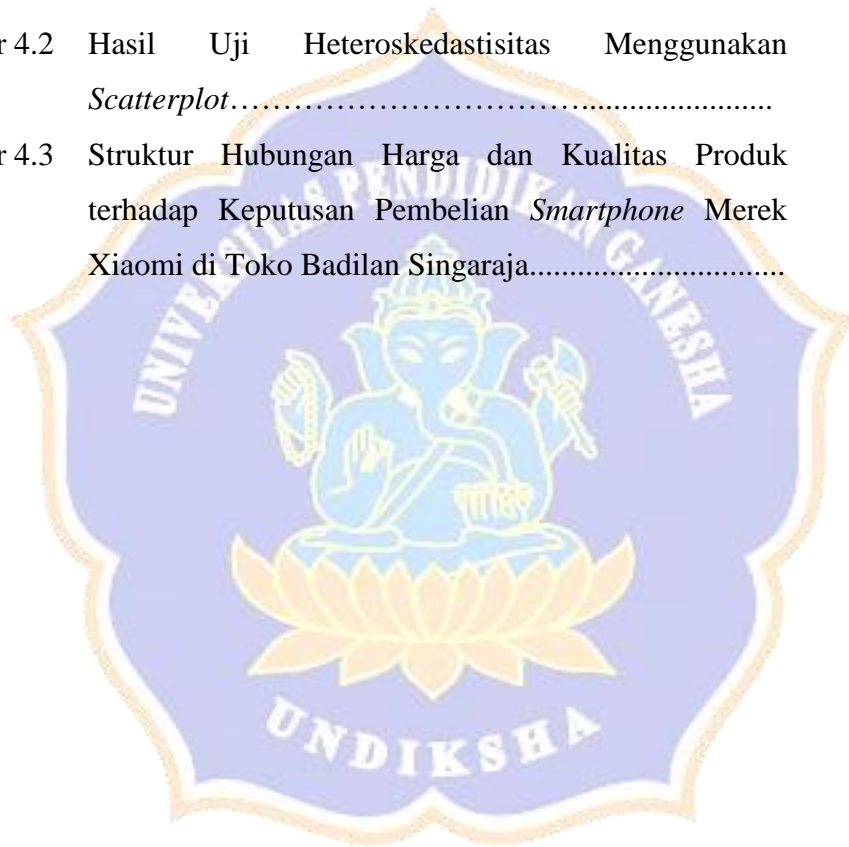 r 4.2 Hasil Uji Heteroskedastisitas Menggunakan
Scatterplot……………………………….......................
r 4.3 Struktur Hubungan Harga dan Kualitas Produk
terhadap Keputusan Pembelian Smartphone Merek
Xiaomi di Toko Badilan Singaraja................................
UNIVERSITAS PENDIDIKAN GANESHA
UNDIKSHA